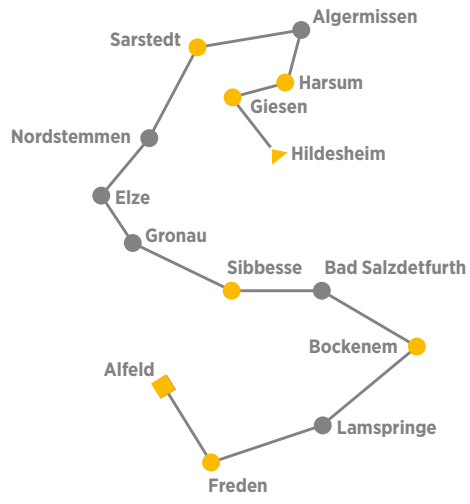 Algermissen
Sarstedt
Harsum
Giesen
Nordstemmen
Hildesheim
Elze
Gronau
Sibbesse
Bad Salzdetfurth
Bockenem
Alfeld
Lamspringe
Freden